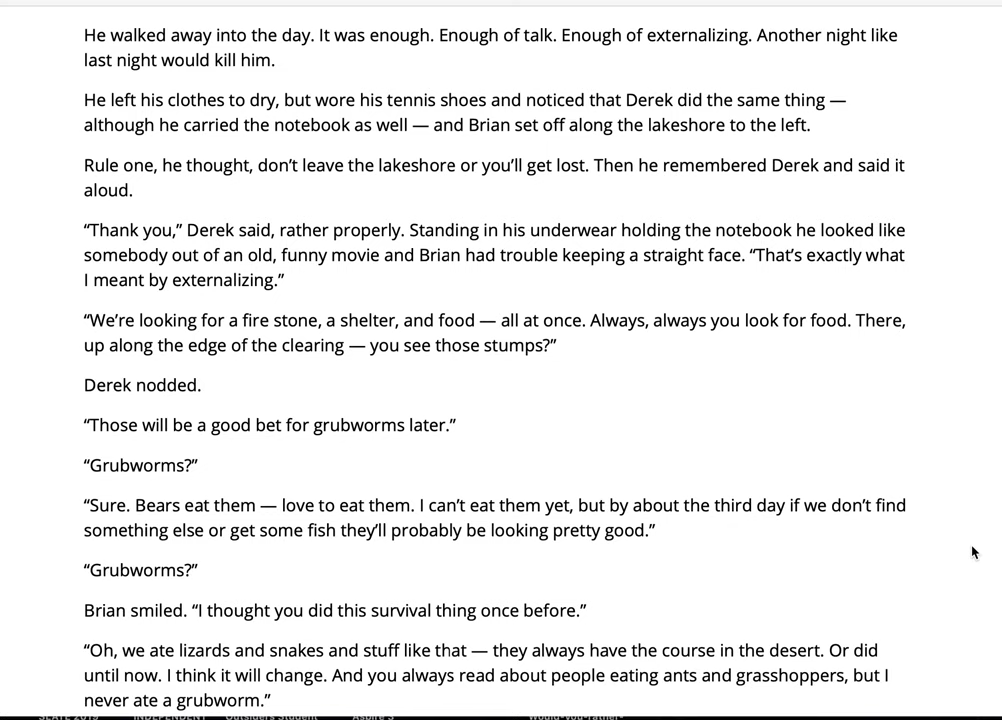 He walked away into the day. It was enough. Enough of talk. Enough of externalizing. Another night like
last night would kill him.
He left his clothes to dry, but wore his tennis shoes and noticed that Derek did the same thing —
although he carried the notebook as well — and Brian set off along the lakeshore to the left.
Rule one, he thought, don’t leave the lakeshore or you’ll get lost. Then he remembered Derek and said it
aloud.
“Thank you,” Derek said, rather properly. Standing in his underwear holding the notebook he looked like
somebody out of an old, funny movie and Brian had trouble keeping a straight face. “That’s exactly what
I meant by externalizing.”
“We’re looking for a fire stone, a shelter, and food — all at once. Always, always you look for food. There,
up along the edge of the clearing — you see those stumps?”
Derek nodded.
“Those will be a good bet for grubworms later.”
“Grubworms?”
“Sure. Bears eat them — love to eat them. I can’t eat them yet, but by about the third day if we don’t find
something else or get some fish they’ll probably be looking pretty good.”
“Grubworms?”
Brian smiled. “I thought you did this survival thing once before.”
“Oh, we ate lizards and snakes and stuff like that — they always have the course in the desert. Or did
until now. I think it will change. And you always read about people eating ants and grasshoppers, but I
never ate a grubworm.”